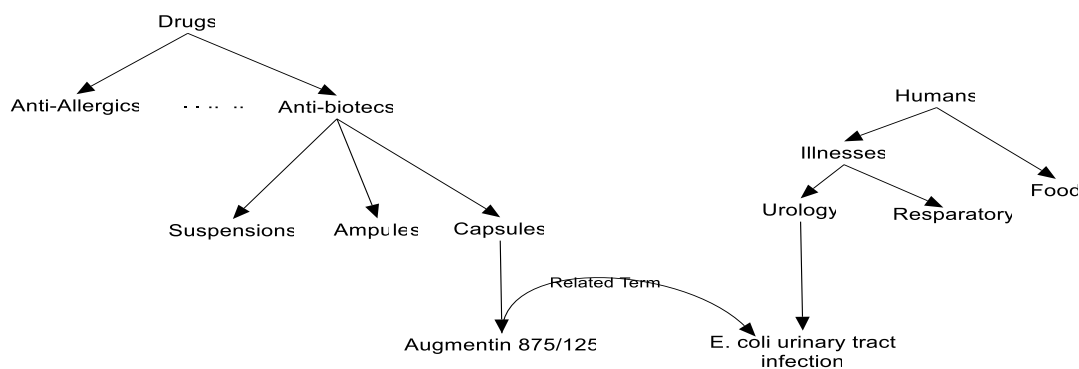 Drugs
Anti-Allergics
Anti-biotecs
Suspensions
Ampules
Capsules
Augmentin 875/125
Related Term
Humans
Illnesses
Food
Urology
Resparatory
E. coli urinary tract
infection